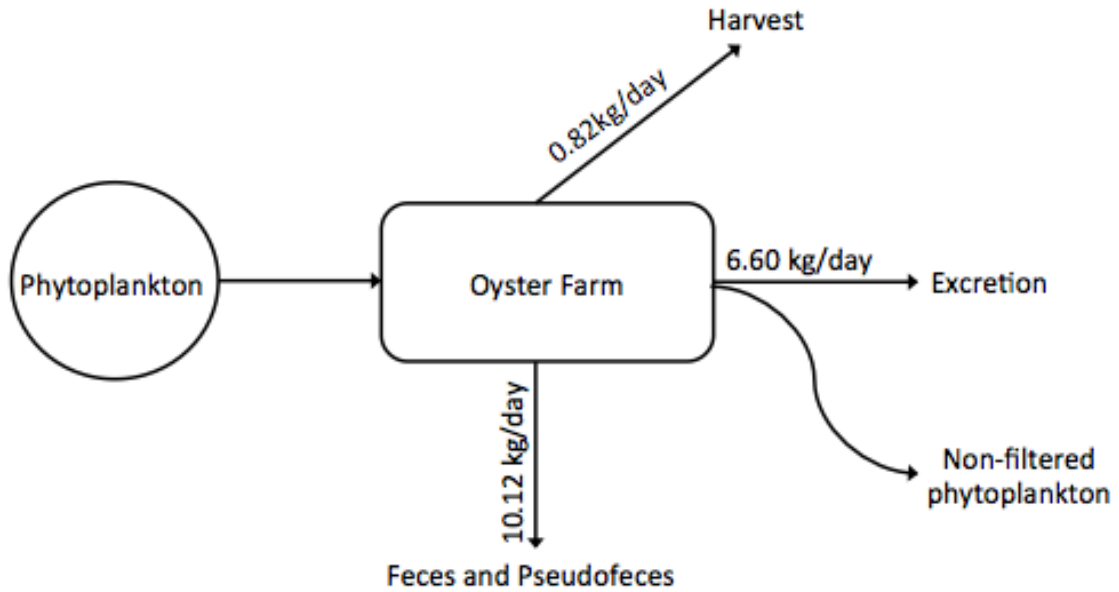 Harvest
0.82kg/day
Phytoplankton
Oyster Farm
6.60 kg/day
Excretion
10.12 kg/day
Non-filtered
phytoplankton
Feces and Pseudofeces